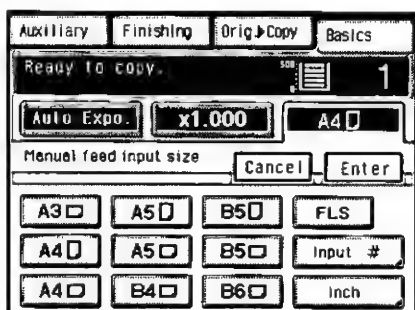 Auxiliary Finishing Orig.▶Copy Basics
Ready to copy. 1
Auto Expo. x1.000 A4
Manual feed input size Cancel Enter
A3 A5 B5 FLS
A4 A5 B5 Input #
A4 B4 B6 Inch